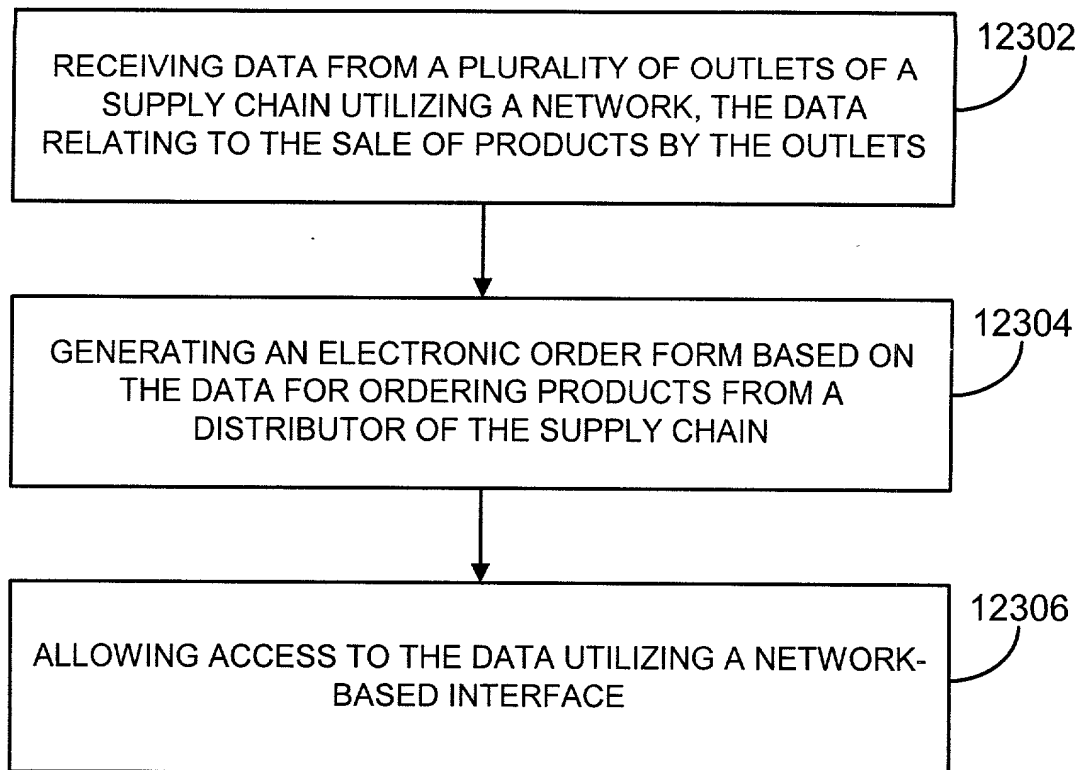 12302
RECEIVING DATA FROM A PLURALITY OF OUTLETS OF A
SUPPLY CHAIN UTILIZING A NETWORK, THE DATA
RELATING TO THE SALE OF PRODUCTS BY THE OUTLETS
12304
GENERATING AN ELECTRONIC ORDER FORM BASED ON
THE DATA FOR ORDERING PRODUCTS FROM A
DISTRIBUTOR OF THE SUPPLY CHAIN
12306
ALLOWING ACCESS TO THE DATA UTILIZING A NETWORK-
BASED INTERFACE